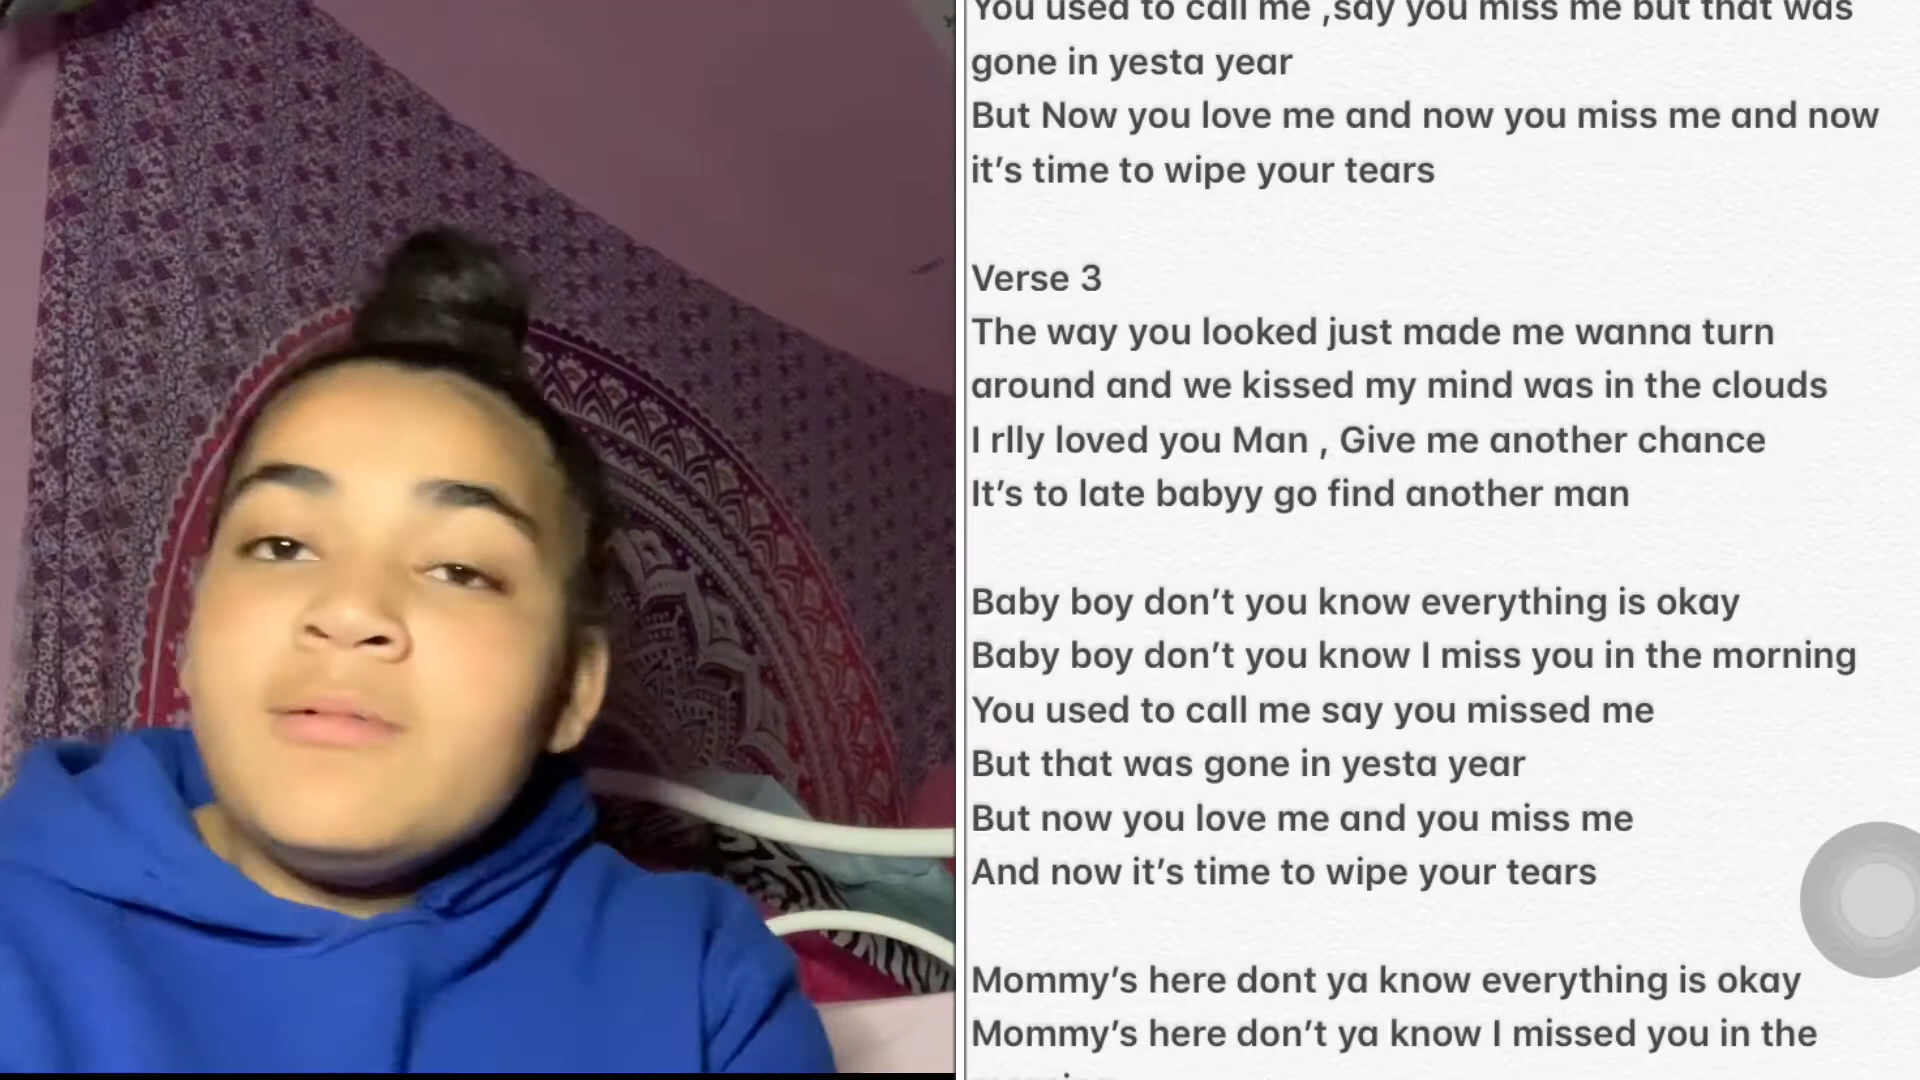 You used to call me ,say you miss me but that was
gone in yesta year
But Now you love me and now you miss me and now
it’s time to wipe your tears
Verse 3
The way you looked just made me wanna turn
around and we kissed my mind was in the clouds
I rlly loved you Man , Give me another chance
It’s to late babyy go find another man
Baby boy don’t you know everything is okay
Baby boy don’t you know I miss you in the morning
You used to call me say you missed me
But that was gone in yesta year
But now you love me and you miss me
And now it’s time to wipe your tears
Mommy’s here dont ya know everything is okay
Mommy’s here don’t ya know I missed you in the